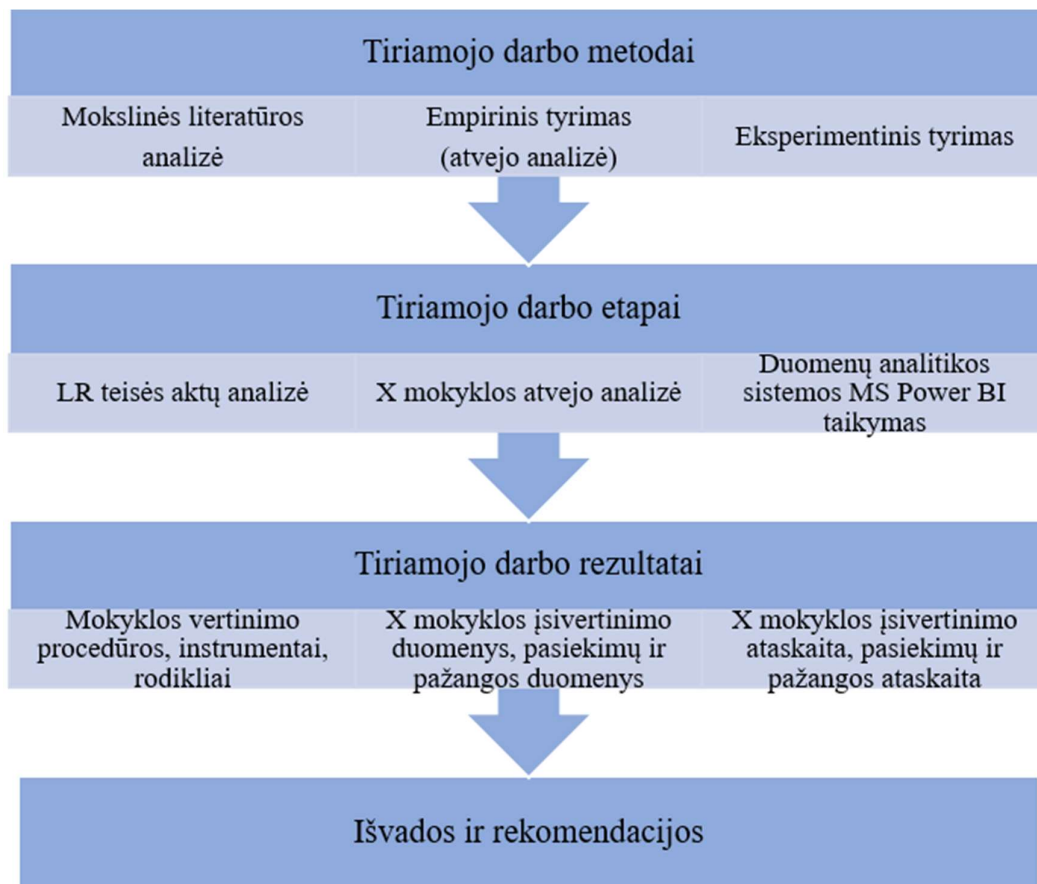 Tiriamojo darbo metodai
Mokslinės literatūros
analizė
Empirinis tyrimas
(atvejo analizė)
Eksperimentinis tyrimas
Tiriamojo darbo etapai
LR teisės aktų analizė
X mokyklos atvejo analizė
Duomenų analitikos
sistemos MS Power BI
taikymas
Tiriamojo darbo rezultatai
Mokyklos vertinimo
procedūros, instrumentai,
rodikliai
X mokyklos įsivertinimo
duomenys, pasiekimų ir
pažangos duomenys
X mokyklos įsivertinimo
ataskaita, pasiekimų ir
pažangos ataskaita
Išvados ir rekomendacijos